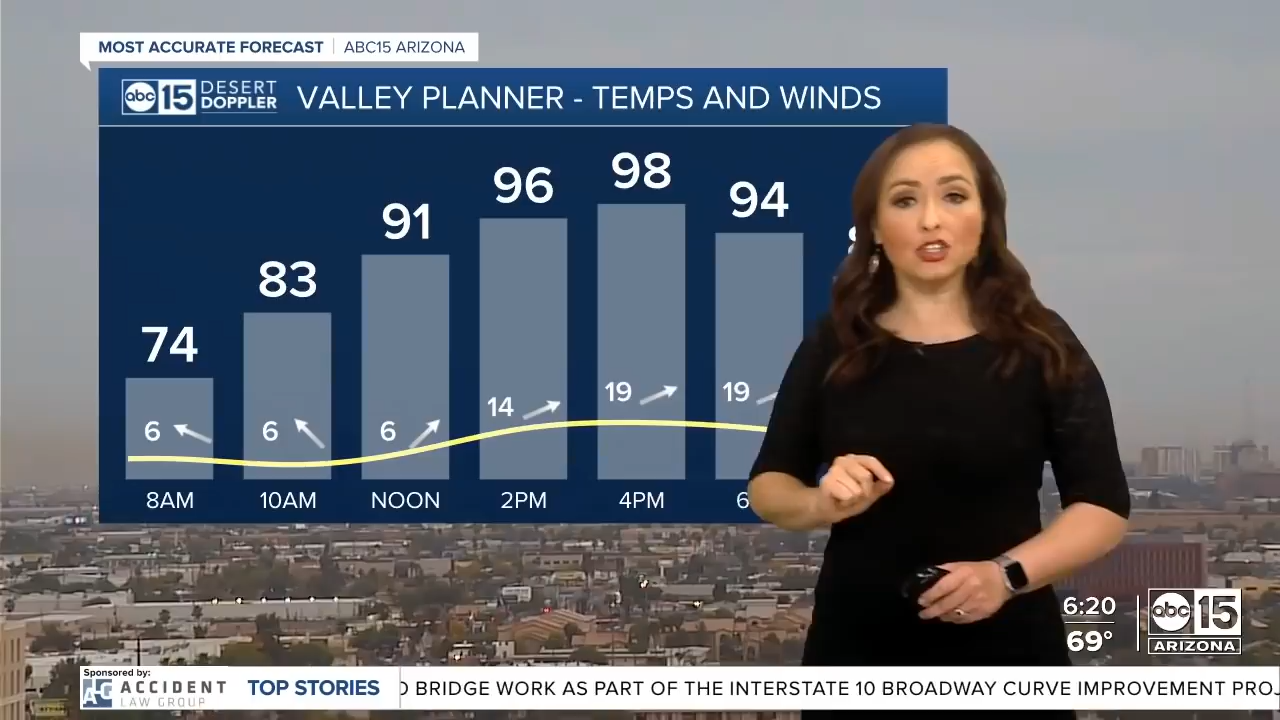 MOST ACCURATE FORECAST | ABC15 ARIZONA
abc 15 DESERT DOPPLER VALLEY PLANNER - TEMPS AND WINDS
74 83 91 96 98 94
6 6 6 14 19 19
8AM 10AM NOON 2PM 4PM 6
6:20
69°
abc 15
ARIZONA
Sponsored by:
AG ACCIDENT
LAW GROUP
TOP STORIES
BRIDGE WORK AS PART OF THE INTERSTATE 10 BROADWAY CURVE IMPROVEMENT